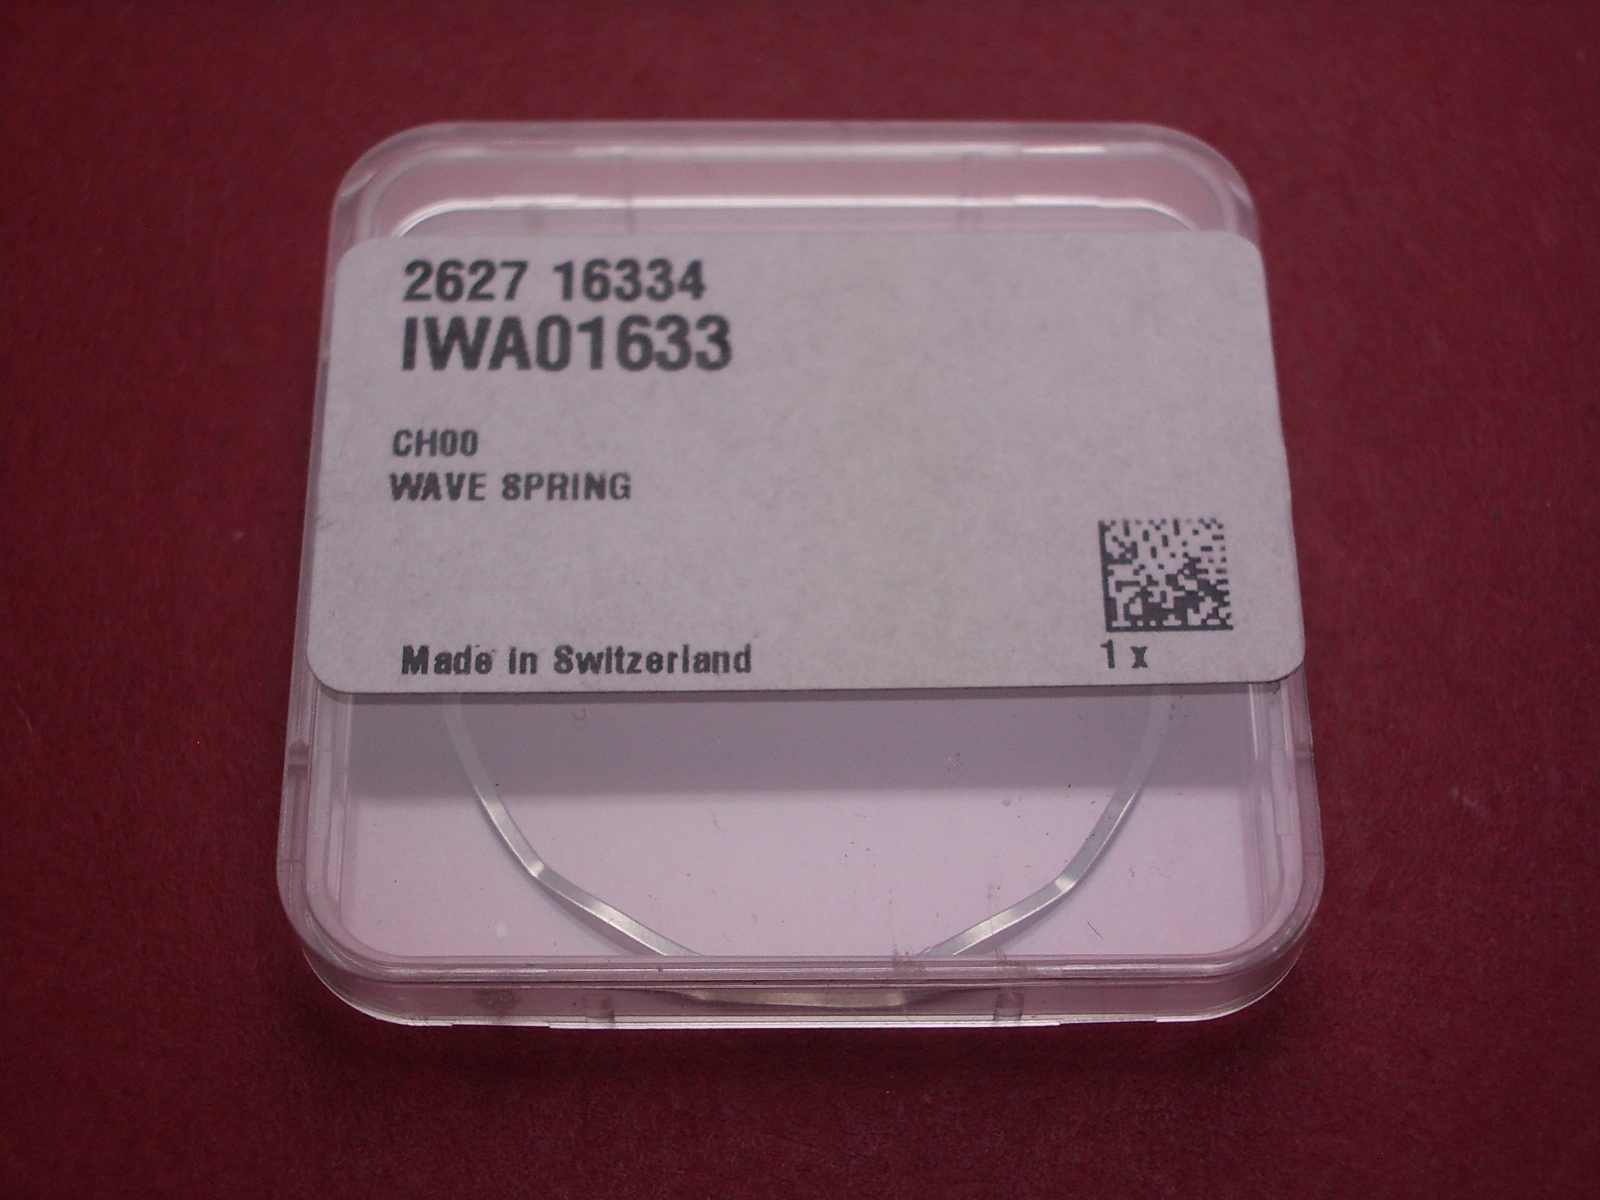 2627 16334
IWA01633
CH00
WAVE SPRING
Made in Switzerland
1 x